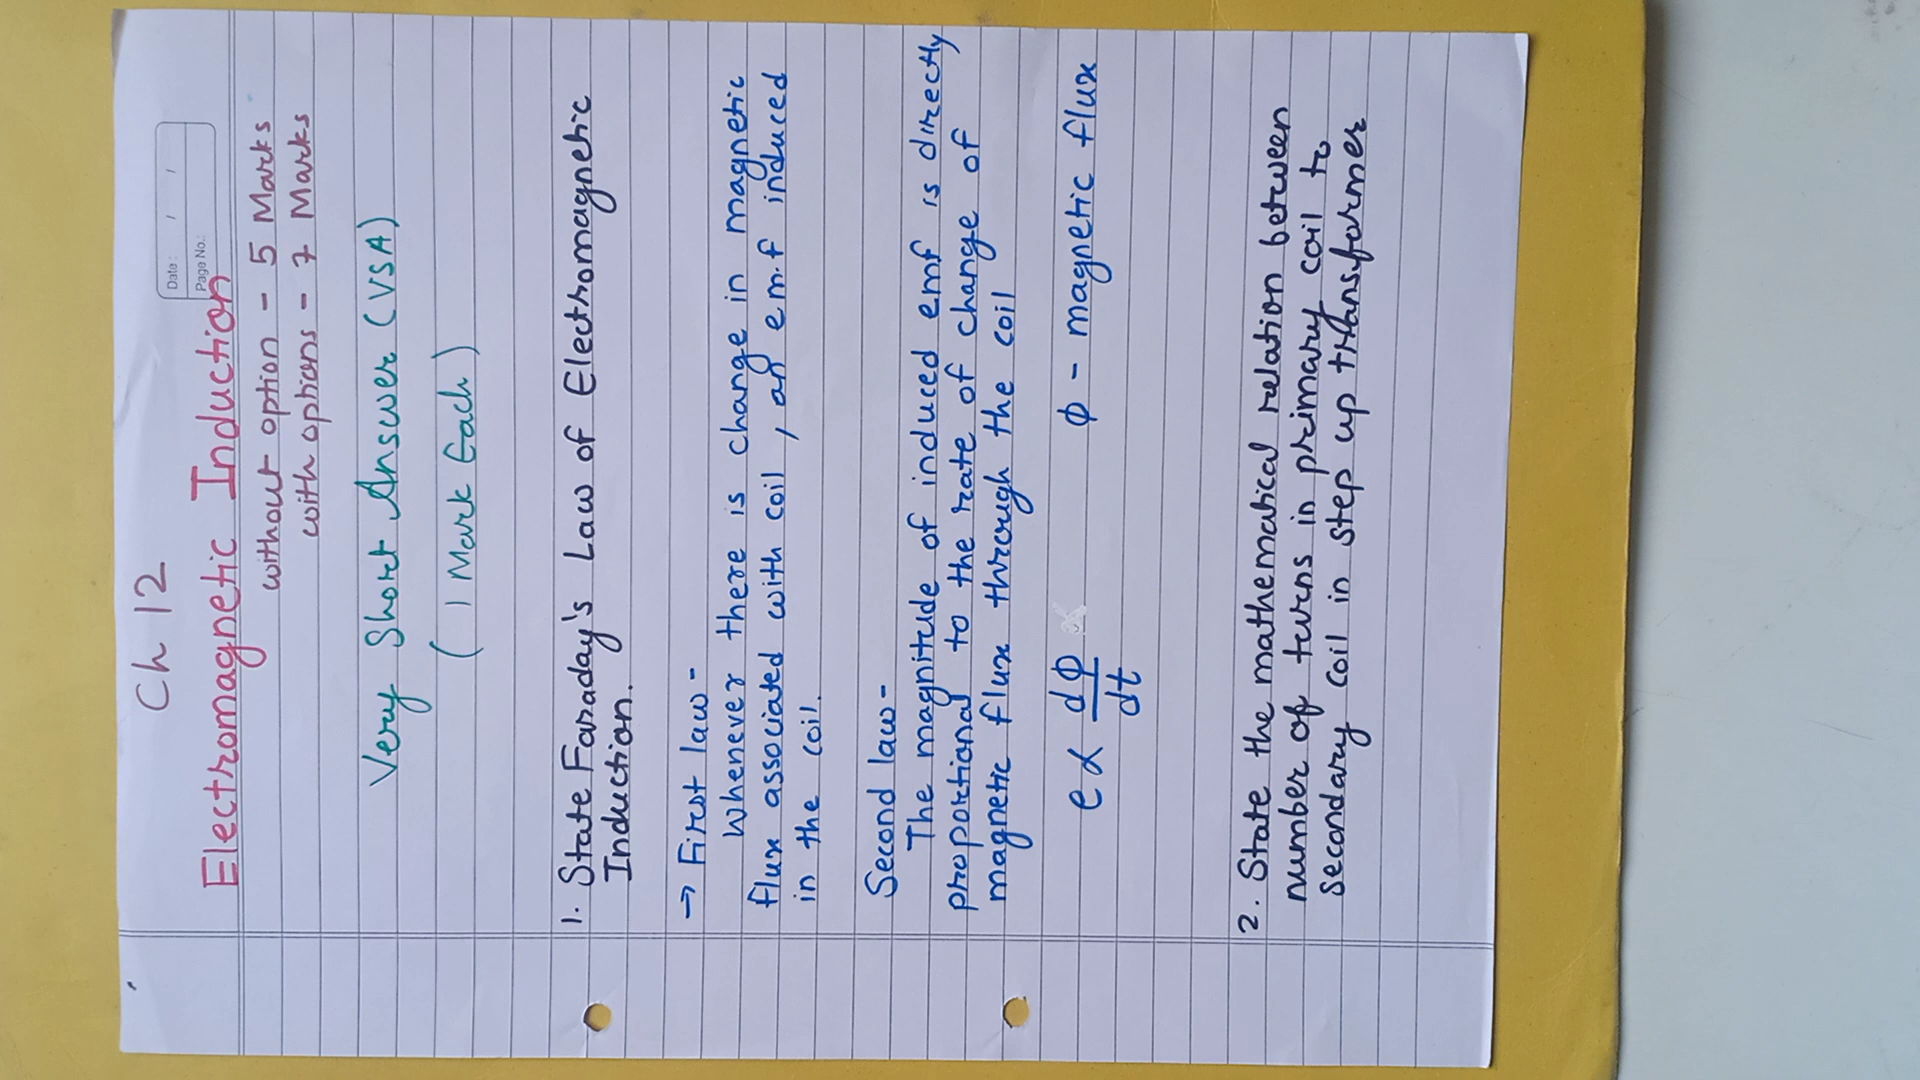 Date: / /
Page No.:
Ch 12
Electromagnetic Induction
without option - 5 Marks
with options - 7 Marks
Very Short Answer (VSA)
(1 Mark Each)
1. State Faraday's Law of Electromagnetic
Induction.
→ First law-
Whenever there is change in magnetic
flux associated with coil, an e.m.f induced
in the coil.
Second law-
The magnitude of induced emf is directly
proportional to the rate of change of
magnetic flux through the coil
e ∝ dφ/dt φ - magnetic flux
2. State the mathematical relation between
number of turns in primary coil to
secondary coil in step up transformer